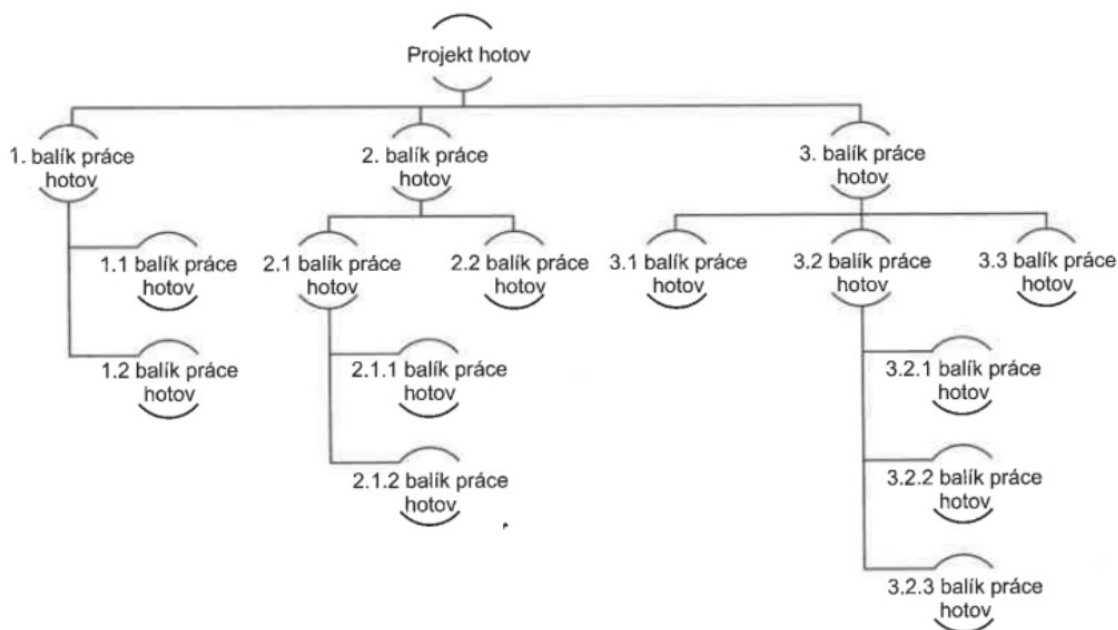 Projekt hotov
1. balík práce
hotov
2. balík práce
hotov
3. balík práce
hotov
1.1 balík práce
hotov
1.2 balík práce
hotov
2.1 balík práce
hotov
2.2 balík práce
hotov
2.1.1 balík práce
hotov
2.1.2 balík práce
hotov
3.1 balík práce
hotov
3.2 balík práce
hotov
3.3 balík práce
hotov
3.2.1 balík práce
hotov
3.2.2 balík práce
hotov
3.2.3 balík práce
hotov